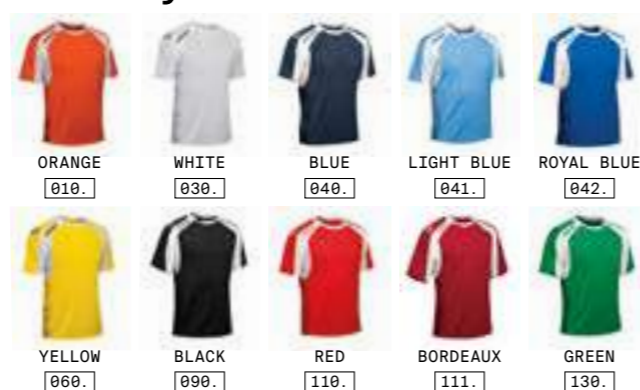 ORANGE WHITE BLUE LIGHT BLUE ROYAL BLUE
010. 030. 040. 041. 042.
YELLOW BLACK RED BORDEAUX GREEN
060. 090. 110. 111. 130.